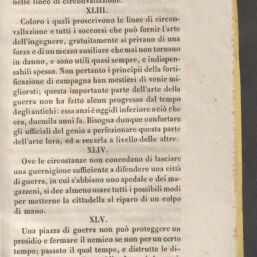 nelle linee di circonvallazione.
XLIII.
Coloro i quali proscrivono le linee di circon-
vallazione e tutti i soccorsi che può fornir l'arte
dell'ingegnere, gratuitamente si privano di una
forza e di un mezzo ausiliare che mai non tornano
in danno, e sono utili quasi sempre, e indispen-
sabili spesso. Non pertanto i principii della forti-
ficazione di campagna han mestieri di venir mi-
gliorati; questa importante parte dell'arte della
guerra non ha fatto alcun progresso dal tempo
degli antichi: essa anzi è oggidì inferiore a ciò che
era, duemila anni fa. Bisogna dunque confortare
gli uffiziali del genio a perfezionare questa parte
dell'arte loro, ed a recarla a livello delle altre.
XLIV.
Ove le circostanze non concedano di lasciare
una guernigione sufficiente a difendere una città
di guerra, in cui s'abbiano uno spedale e dei ma-
gazzeni, si dee almeno usare tutti i possibili modi
per metterne la cittadella al riparo di un colpo
di mano.
XLV.
Una piazza di guerra non può proteggere un
presidio e fermare il nemico se non per un certo
tempo; passato il qual tempo, e distrutte le di-